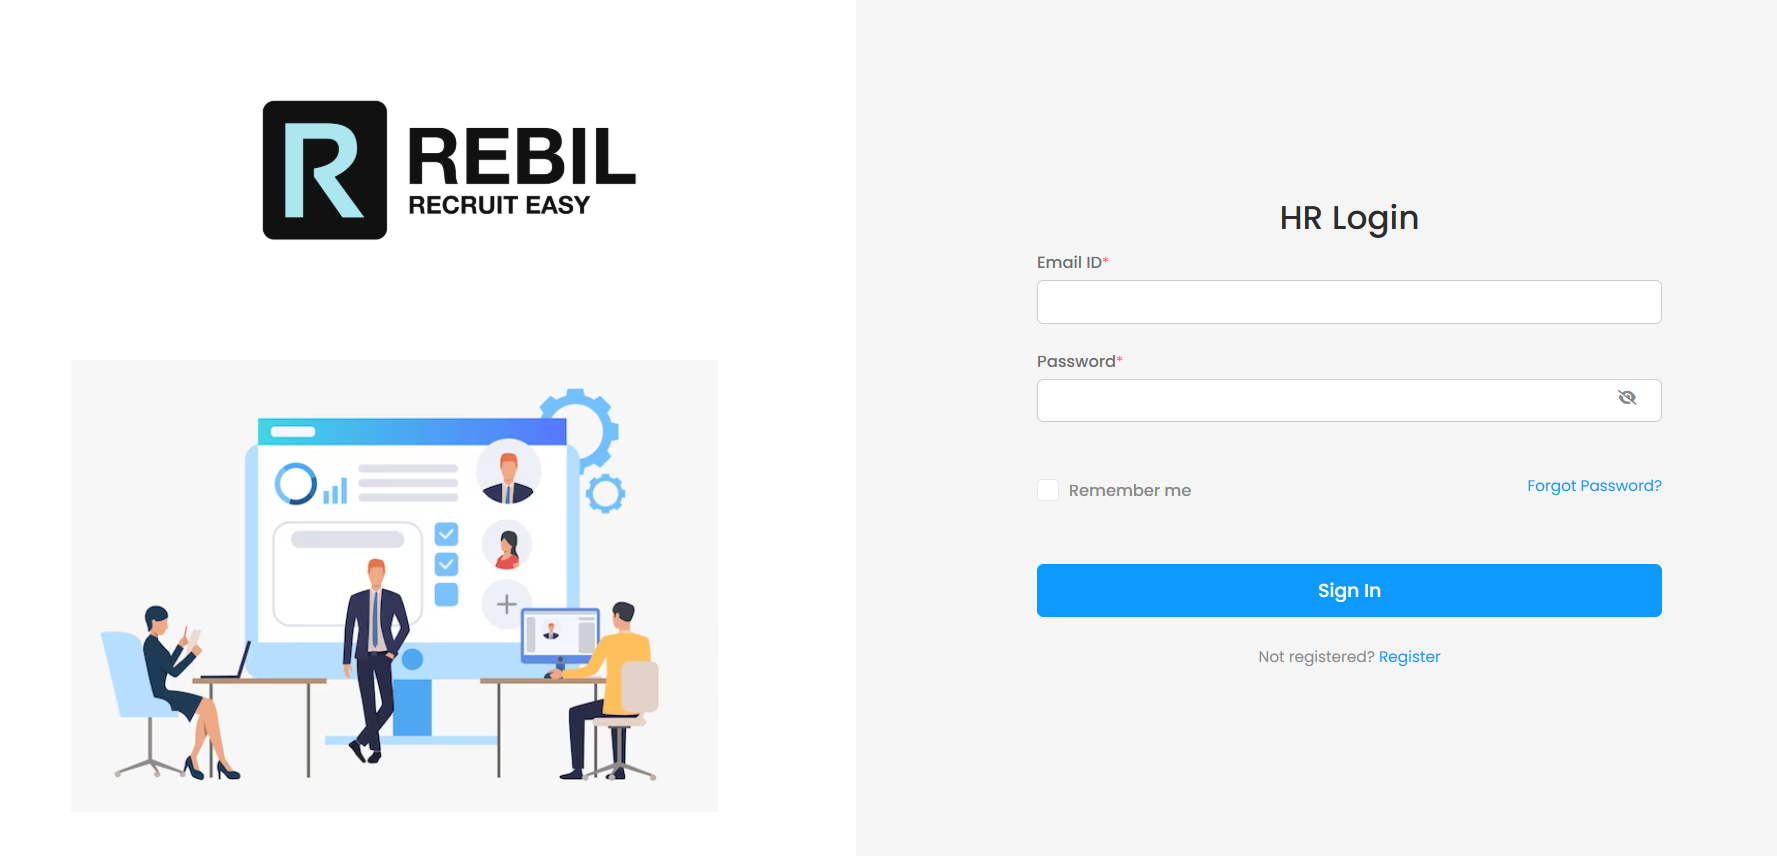 R
REBIL
RECRUIT EASY
HR Login
Email ID*
Password*
Remember me
Forgot Password?
Sign In
Not registered? Register